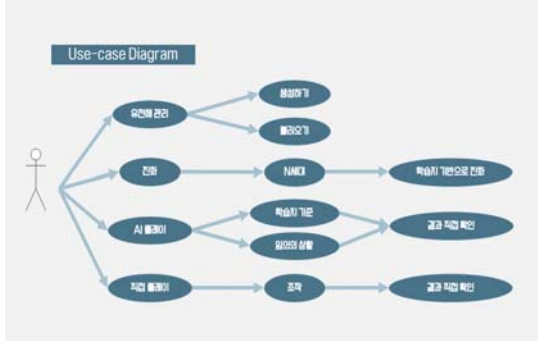 Use-case Diagram
유전해 관리
생성하기
불러오기
진화
N세대
학습지 기반으로 진화
AI 플레이
학습지 기준
임의의 상황
결과 직접 확인
직접 플레이
조작
결과 직접 확인